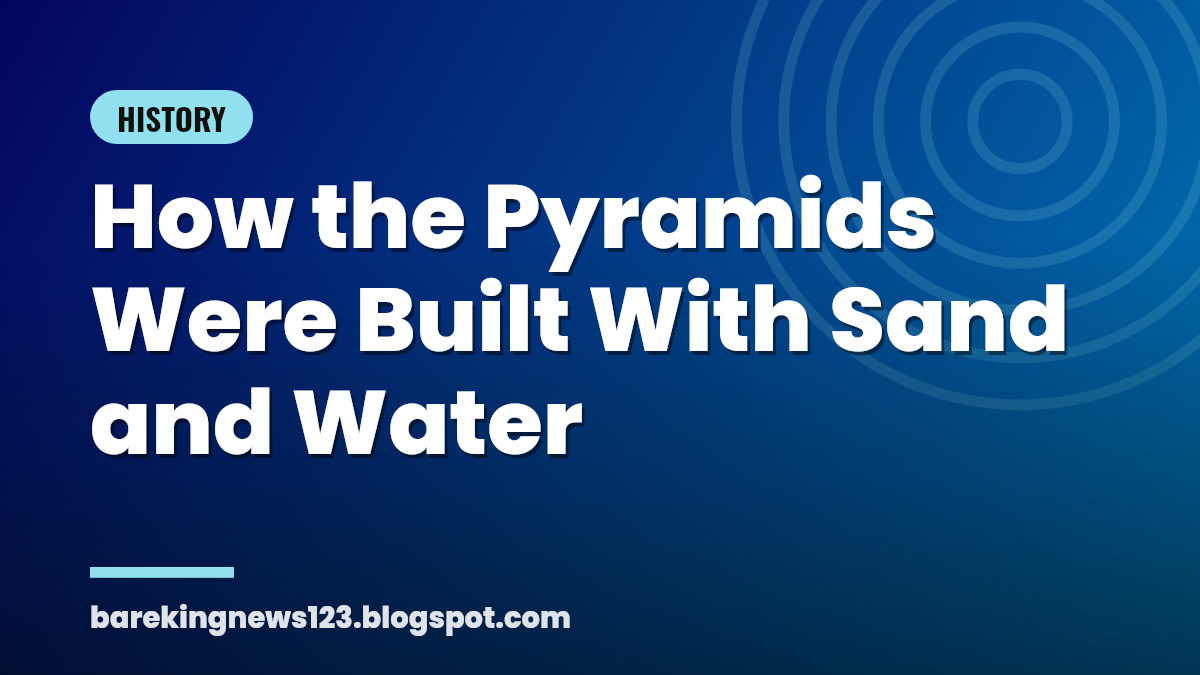 HISTORY
How the Pyramids
Were Built With Sand
and Water
barekingnews123.blogspot.com